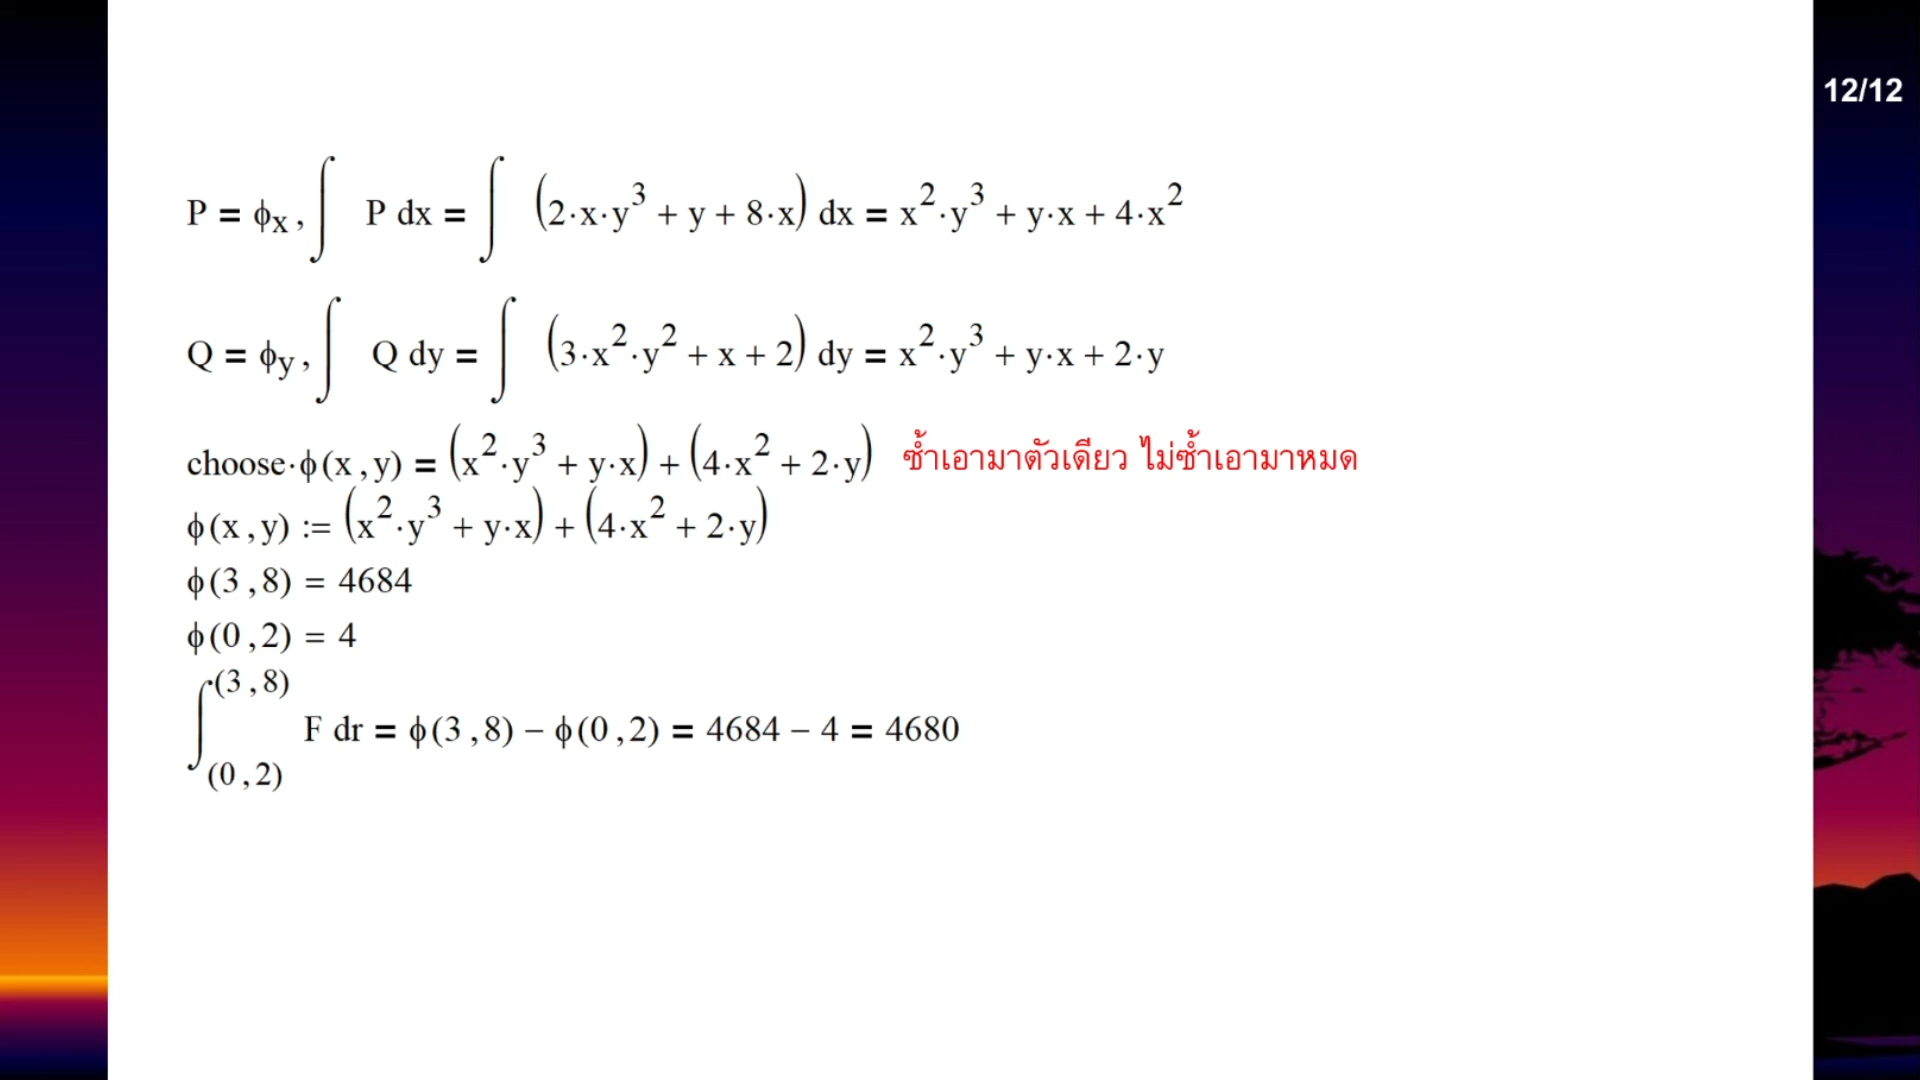 12/12
P = ϕₓ, ∫ P dx = ∫ (2·x·y³ + y + 8·x) dx = x²·y³ + y·x + 4·x²
Q = ϕy, ∫ Q dy = ∫ (3·x²·y² + x + 2) dy = x²·y³ + y·x + 2·y
choose·ϕ(x,y) = (x²·y³ + y·x) + (4·x² + 2·y) ซ้ำเอามาตัวเดียว ไม่ซ้ำเอามาหมด
ϕ(x,y) := (x²·y³ + y·x) + (4·x² + 2·y)
ϕ(3,8) = 4684
ϕ(0,2) = 4
∫(0,2)^(3,8) F dr = ϕ(3,8) − ϕ(0,2) = 4684 − 4 = 4680